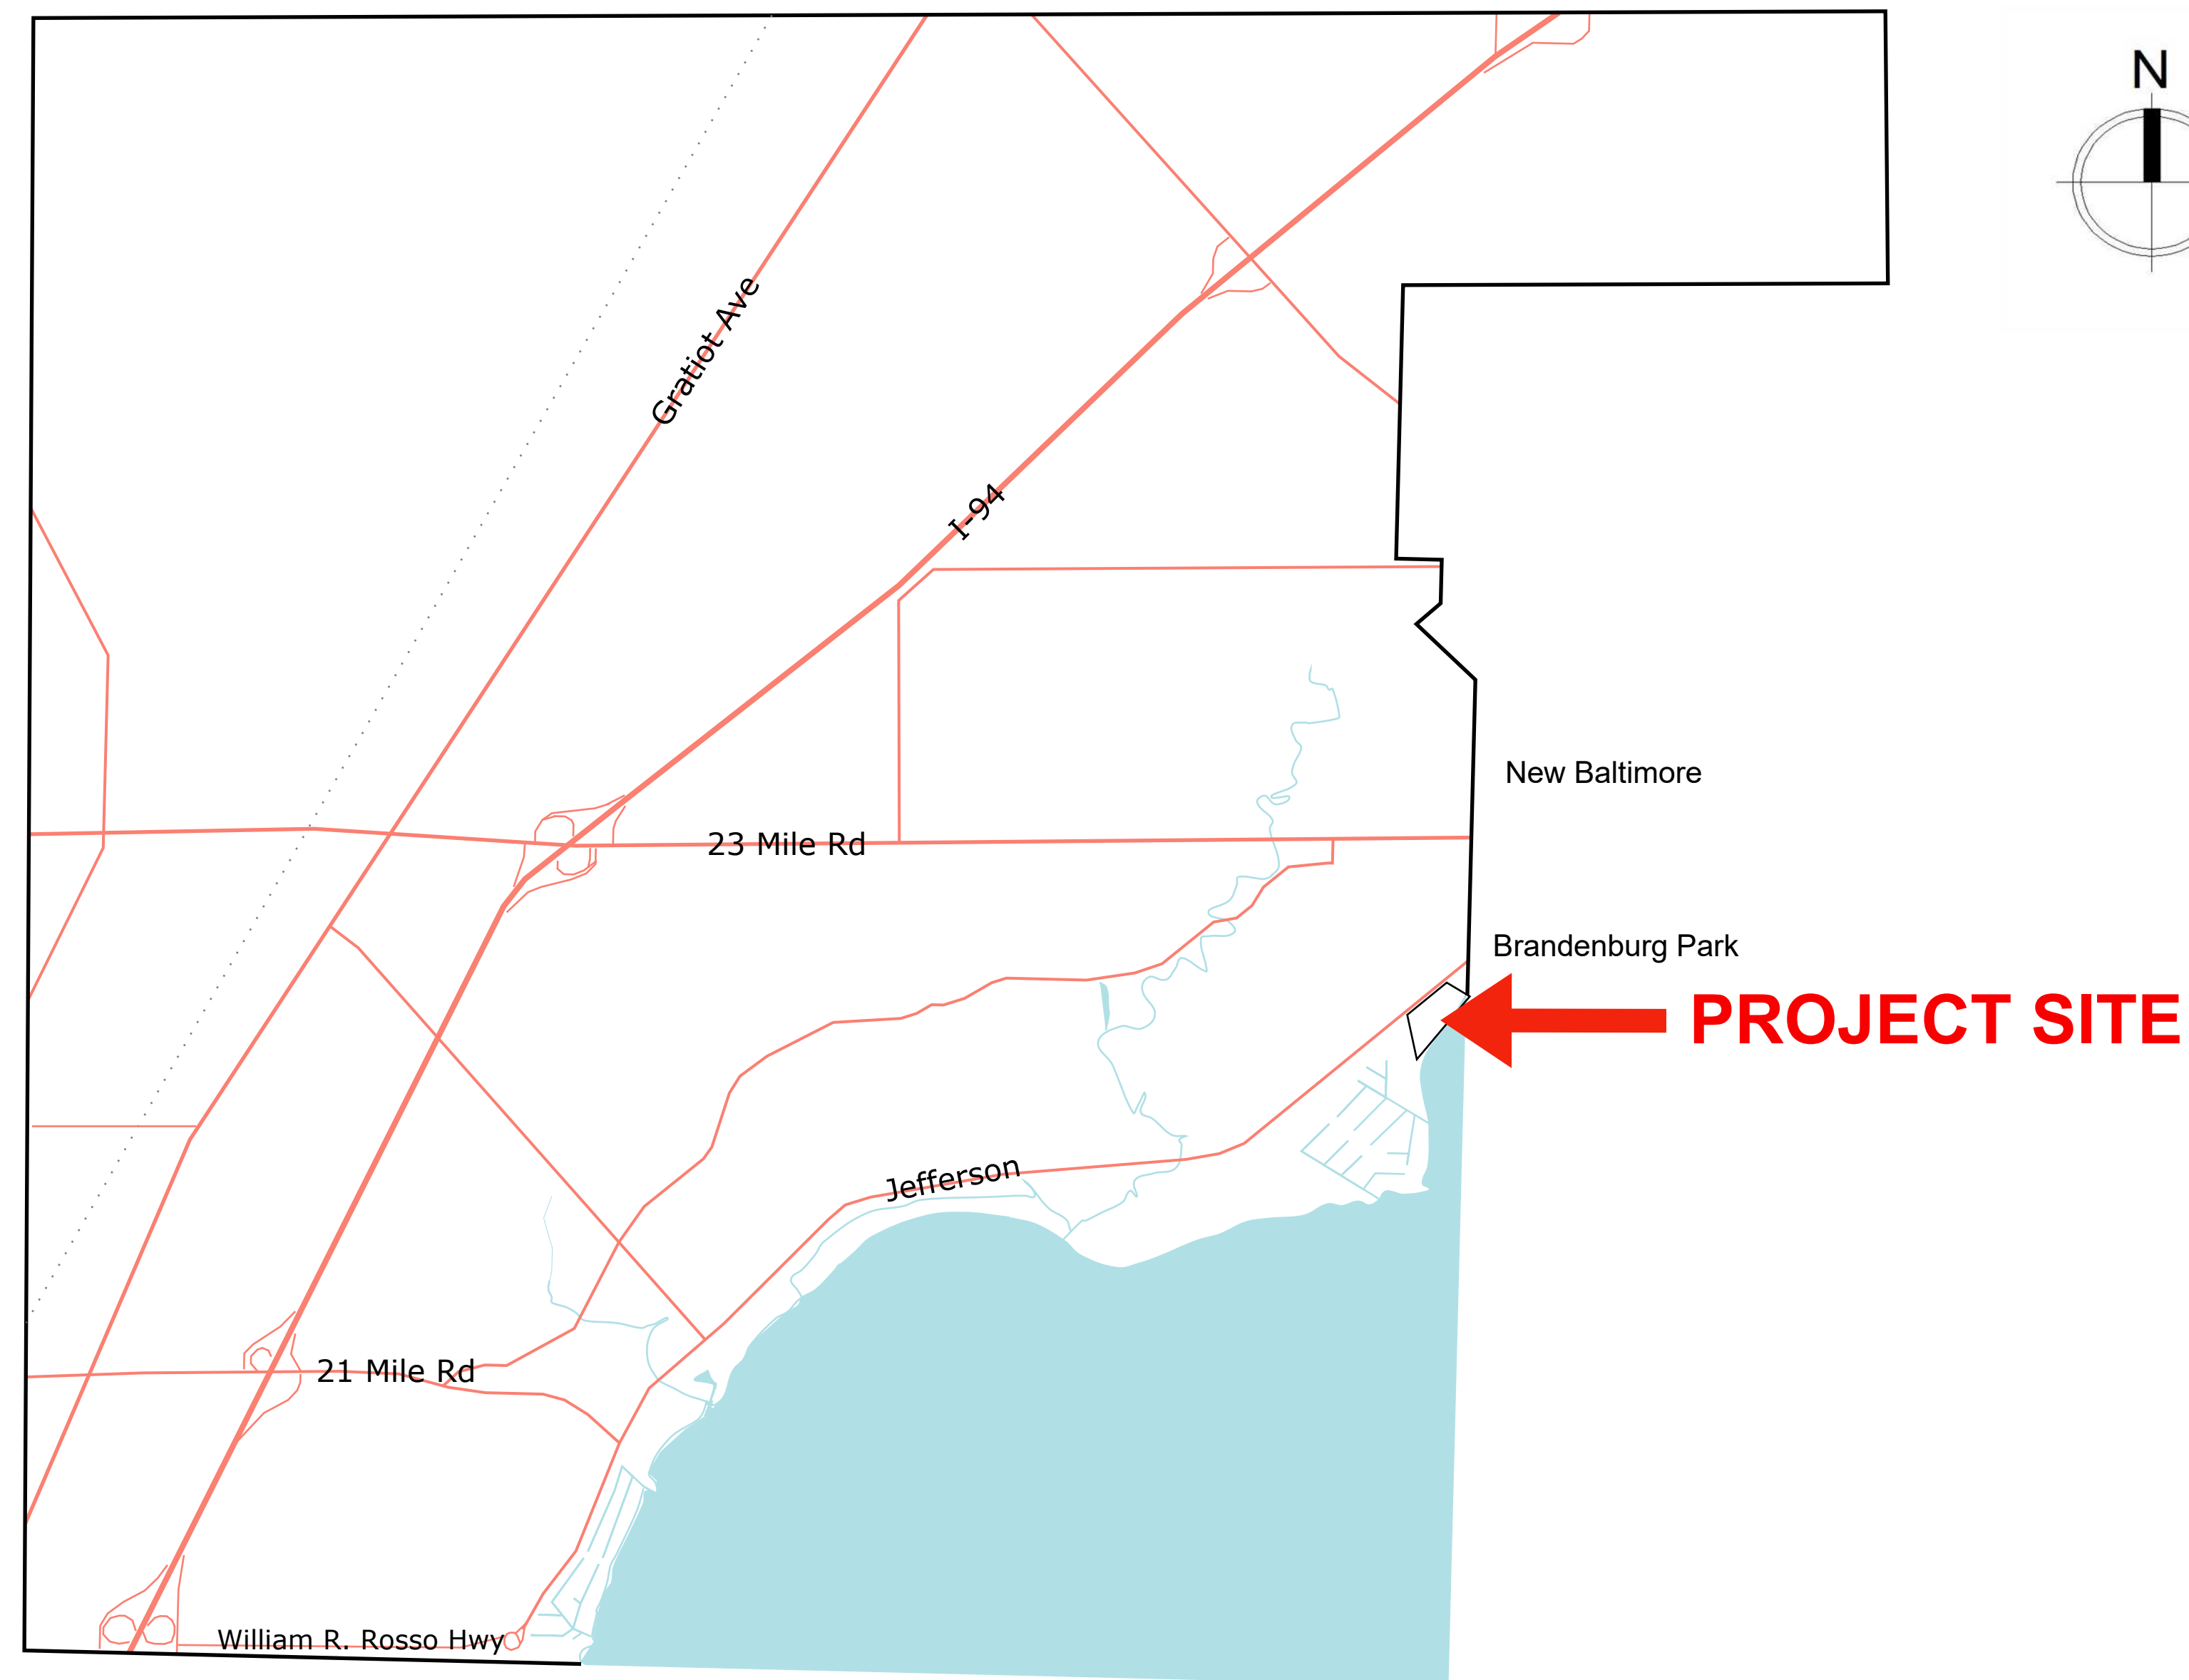 N
Gratiot Ave
I-94
New Baltimore
23 Mile Rd
Brandenburg Park
PROJECT SITE
Jefferson
21 Mile Rd
William R. Rosso Hwy